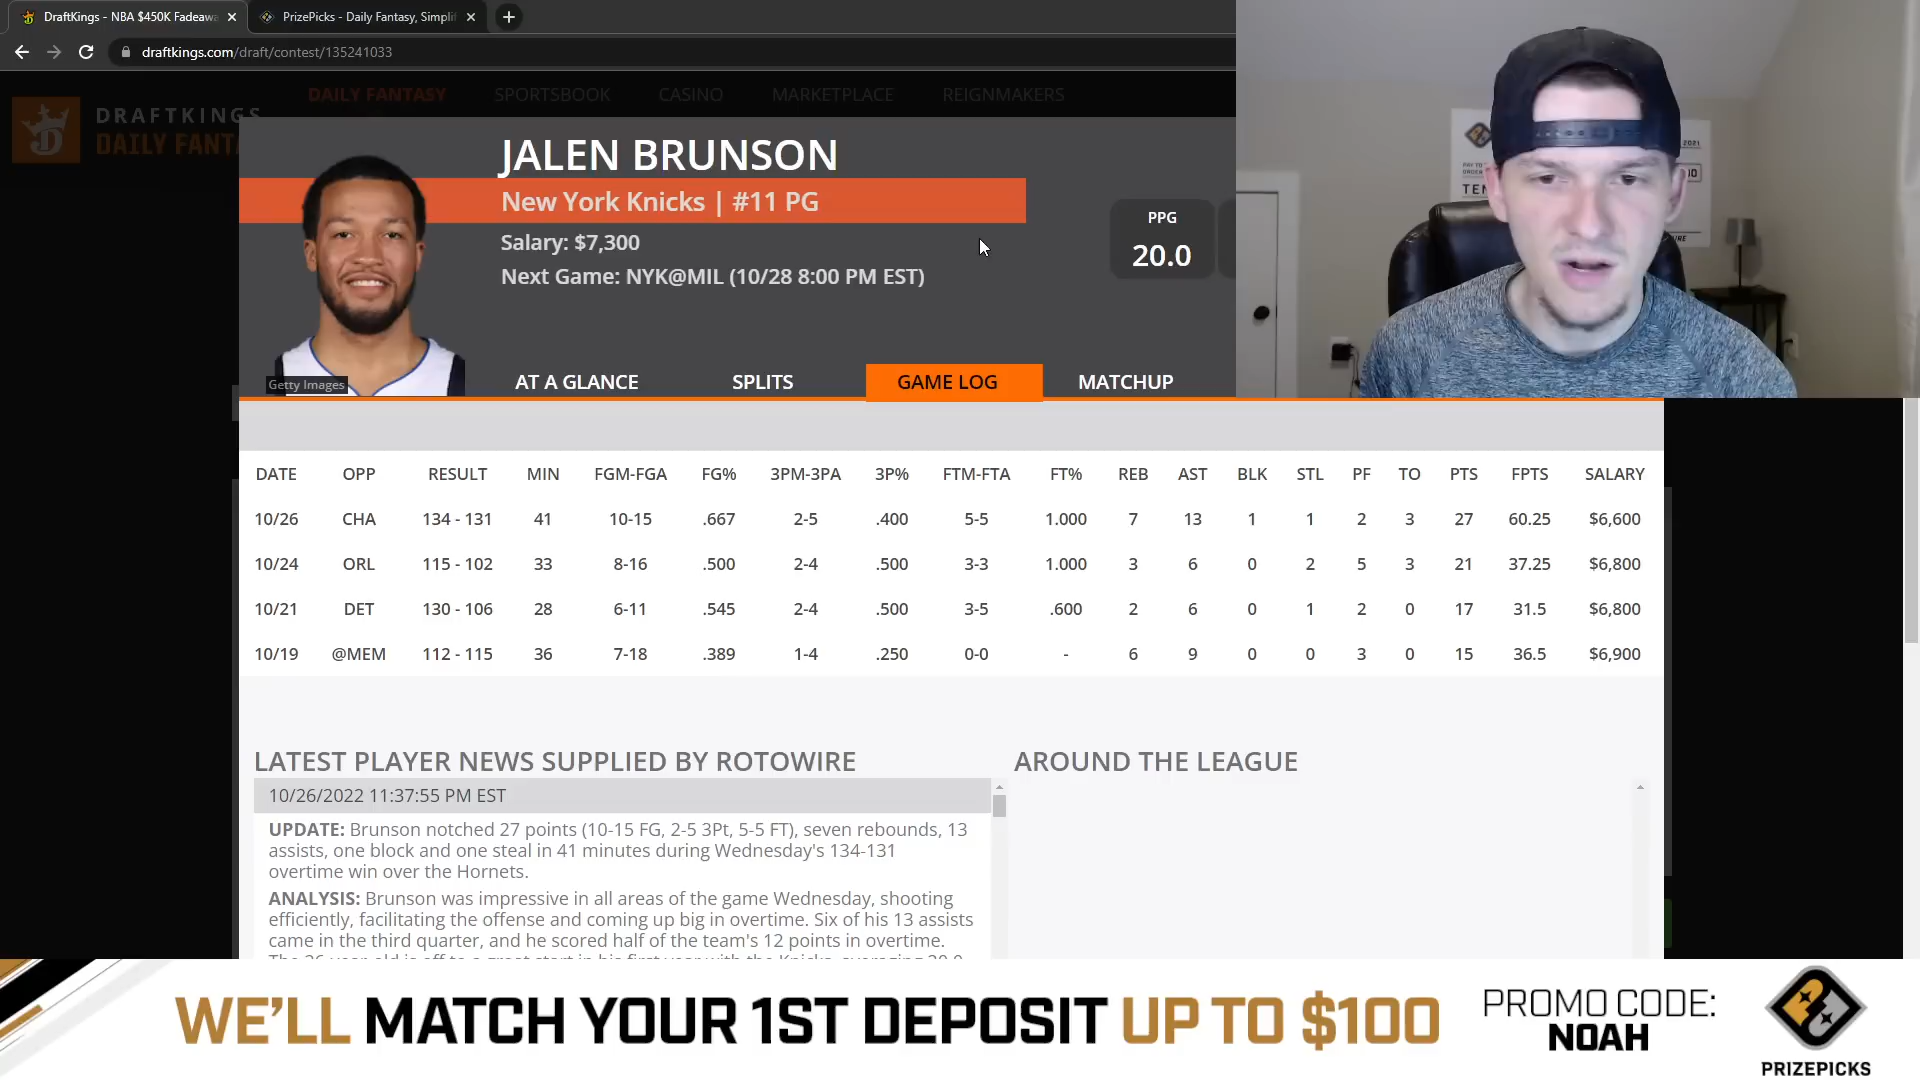 DraftKings - NBA $450K Fadeawa
PrizePicks - Daily Fantasy, Simplif
draftkings.com/draft/contest/135241033
DRAFTKINGS
DAILY FANTA
DAILY FANTASY SPORTSBOOK CASINO MARKETPLACE REIGNMAKERS
JALEN BRUNSON
New York Knicks | #11 PG
Salary: $7,300
Next Game: NYK@MIL (10/28 8:00 PM EST)
PPG
20.0
Getty Images
AT A GLANCE SPLITS GAME LOG MATCHUP
DATE OPP RESULT MIN FGM-FGA FG% 3PM-3PA 3P% FTM-FTA FT% REB AST BLK STL PF TO PTS FPTS SALARY
10/26 CHA 134 - 131 41 10-15 .667 2-5 .400 5-5 1.000 7 13 1 1 2 3 27 60.25 $6,600
10/24 ORL 115 - 102 33 8-16 .500 2-4 .500 3-3 1.000 3 6 0 2 5 3 21 37.25 $6,800
10/21 DET 130 - 106 28 6-11 .545 2-4 .500 3-5 .600 2 6 0 1 2 0 17 31.5 $6,800
10/19 @MEM 112 - 115 36 7-18 .389 1-4 .250 0-0 - 6 9 0 0 3 0 15 36.5 $6,900
LATEST PLAYER NEWS SUPPLIED BY ROTOWIRE
AROUND THE LEAGUE
10/26/2022 11:37:55 PM EST
UPDATE: Brunson notched 27 points (10-15 FG, 2-5 3Pt, 5-5 FT), seven rebounds, 13
assists, one block and one steal in 41 minutes during Wednesday's 134-131
overtime win over the Hornets.
ANALYSIS: Brunson was impressive in all areas of the game Wednesday, shooting
efficiently, facilitating the offense and coming up big in overtime. Six of his 13 assists
came in the third quarter, and he scored half of the team's 12 points in overtime.
WE'LL MATCH YOUR 1ST DEPOSIT UP TO $100
PROMO CODE:
NOAH
PRIZEPICKS